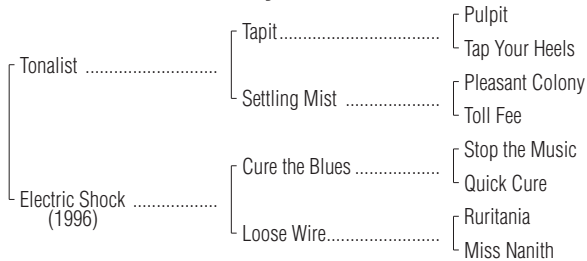 Pulpit
Tapit
Tap Your Heels
Tonalist
Pleasant Colony
Settling Mist
Toll Fee
Stop the Music
Cure the Blues
Quick Cure
Electric Shock
(1996)
Ruritania
Loose Wire
Miss Nanith